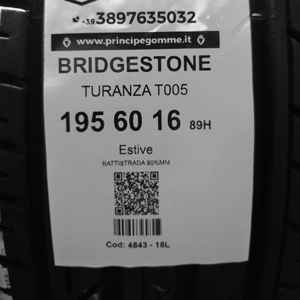 +39 3897635032
www.principegomme.it
BRIDGESTONE
TURANZA T005
195 60 16 89H
Estive
BATTISTRADA 80%MM
Cod: 4843 - 18L